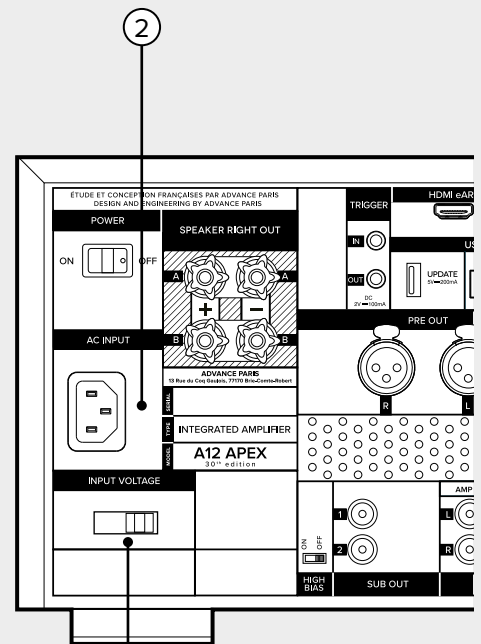 2
ÉTUDE ET CONCEPTION FRANÇAISES PAR ADVANCE PARIS
DESIGN AND ENGINEERING BY ADVANCE PARIS
POWER
ON
OFF
SPEAKER RIGHT OUT
A
A
+
−
B
B
ADVANCE PARIS
13 Rue du Coq Gaulois, 77170 Brie-Comte-Robert
AC INPUT
SERIAL
TYPE
INTEGRATED AMPLIFIER
MODEL
A12 APEX
30th edition
INPUT VOLTAGE
TRIGGER
IN
OUT
DC
2V⎓100mA
HDMI eAR
US
UPDATE
5V⎓200mA
PRE OUT
R
L
ON
OFF
HIGH
BIAS
1
2
SUB OUT
AMP
L
R